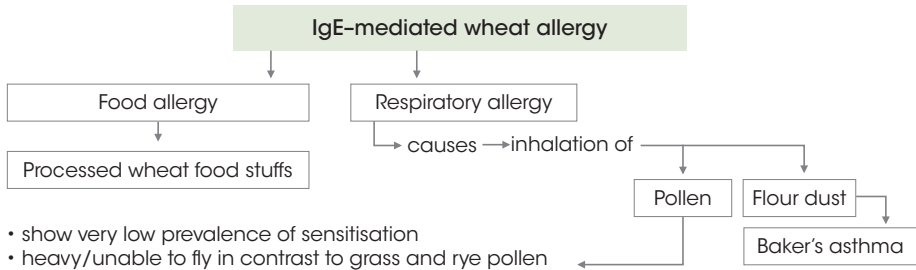 IgE–mediated wheat allergy
Food allergy
Respiratory allergy
causes
inhalation of
Processed wheat food stuffs
Pollen
Flour dust
Baker's asthma
• show very low prevalence of sensitisation
• heavy/unable to fly in contrast to grass and rye pollen